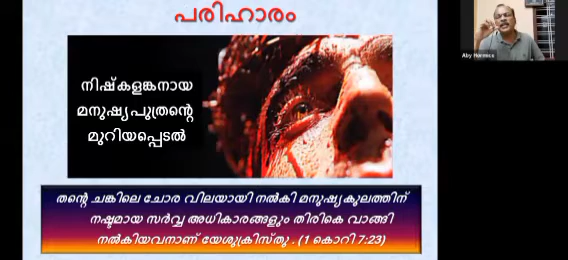 പരിഹാരം
നിഷ്കളങ്കനായ
മനുഷ്യപുത്രന്റെ
മുറിയപ്പെടൽ
തന്റെ ചങ്കിലെ ചോര വിലയായി നൽകി മനുഷ്യകുലത്തിന്
നഷ്ടമായ സർവ്വ അധികാരങ്ങളും തിരികെ വാങ്ങി
നൽകിയവനാണ് യേശുക്രിസ്തു . (1 കൊറി 7:23)
Aby Hormics